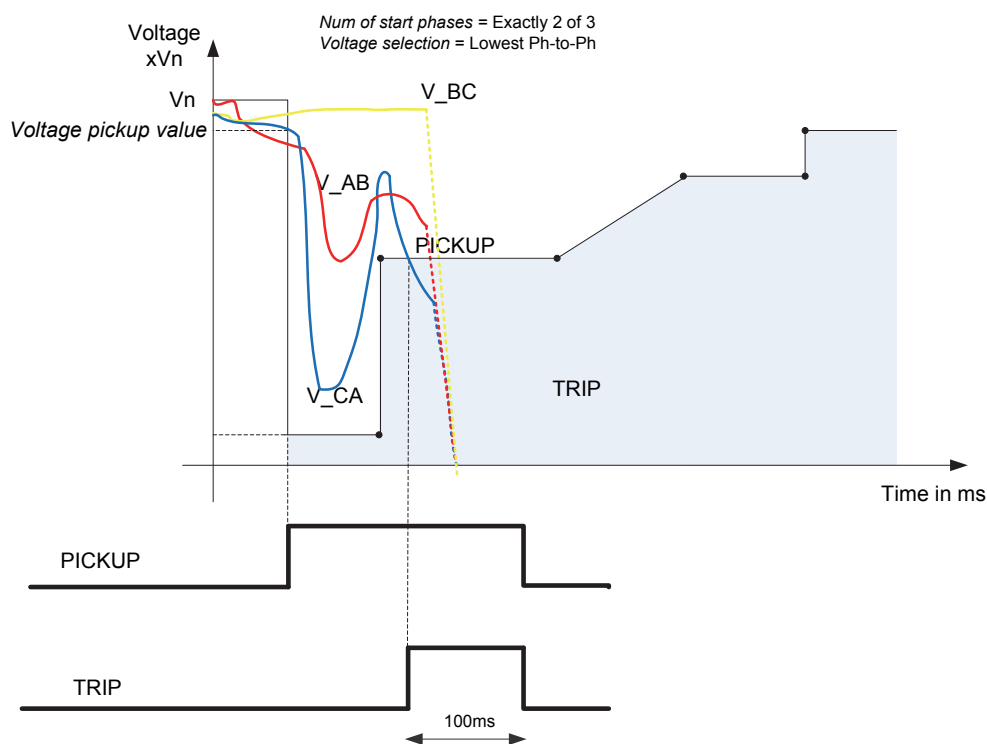 Num of start phases = Exactly 2 of 3
Voltage selection = Lowest Ph-to-Ph
Voltage
xVn
Vn
Voltage pickup value
V_BC
V_AB
PICKUP
V_CA
TRIP
Time in ms
PICKUP
TRIP
100ms